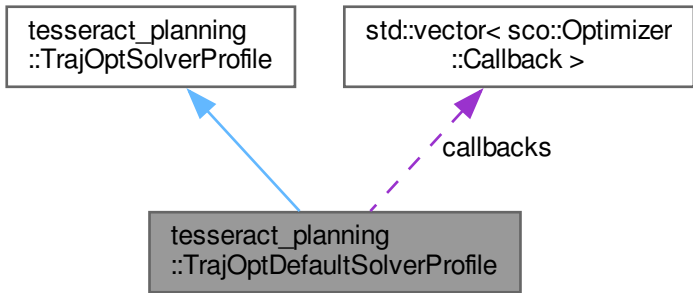 tesseract_planning
::TrajOptSolverProfile
std::vector< sco::Optimizer
::Callback >
callbacks
tesseract_planning
::TrajOptDefaultSolverProfile